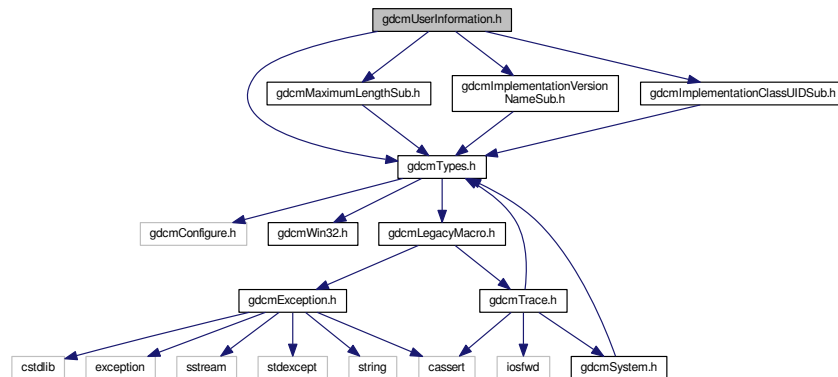 gdcmUserInformation.h
gdcmMaximumLengthSub.h
gdcmImplementationVersion
NameSub.h
gdcmImplementationClassUIDSub.h
gdcmTypes.h
gdcmConfigure.h
gdcmWin32.h
gdcmLegacyMacro.h
gdcmException.h
gdcmTrace.h
cstdlib
exception
sstream
stdexcept
string
cassert
iosfwd
gdcmSystem.h